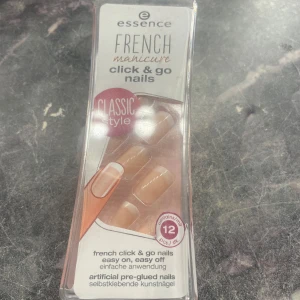 essence
FRENCH
manicure
click & go
nails
CLASSIC
style
12
french click & go nails
easy on, easy off
einfache anwendung
artificial pre-glued nails
selbstklebende kunstnägel